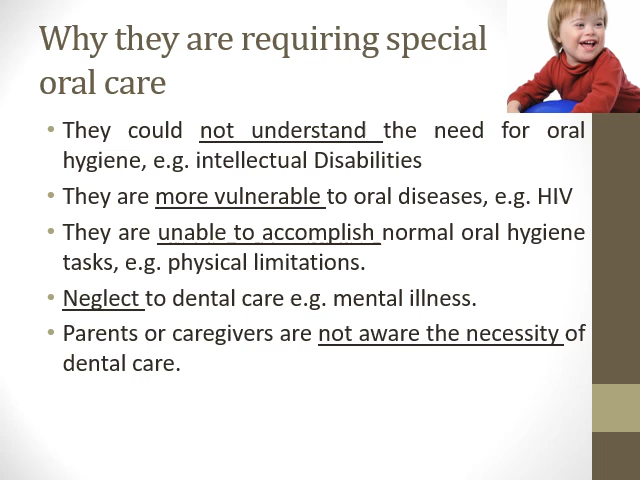 Why they are requiring special
oral care
• They could not understand the need for oral
hygiene, e.g. intellectual Disabilities
• They are more vulnerable to oral diseases, e.g. HIV
• They are unable to accomplish normal oral hygiene
tasks, e.g. physical limitations.
• Neglect to dental care e.g. mental illness.
• Parents or caregivers are not aware the necessity of
dental care.